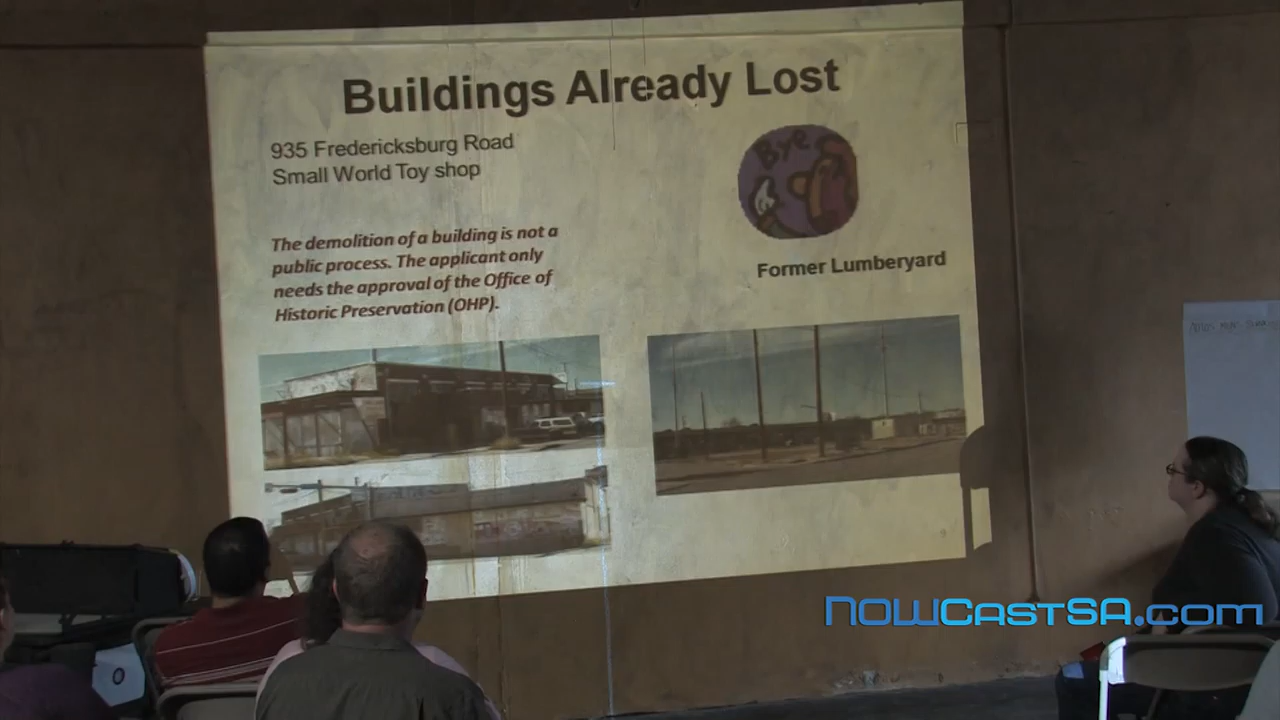 Buildings Already Lost
935 Fredericksburg Road
Small World Toy shop
The demolition of a building is not a
public process. The applicant only
needs the approval of the Office of
Historic Preservation (OHP).
Bye
Former Lumberyard
9
NOWCastSA.com